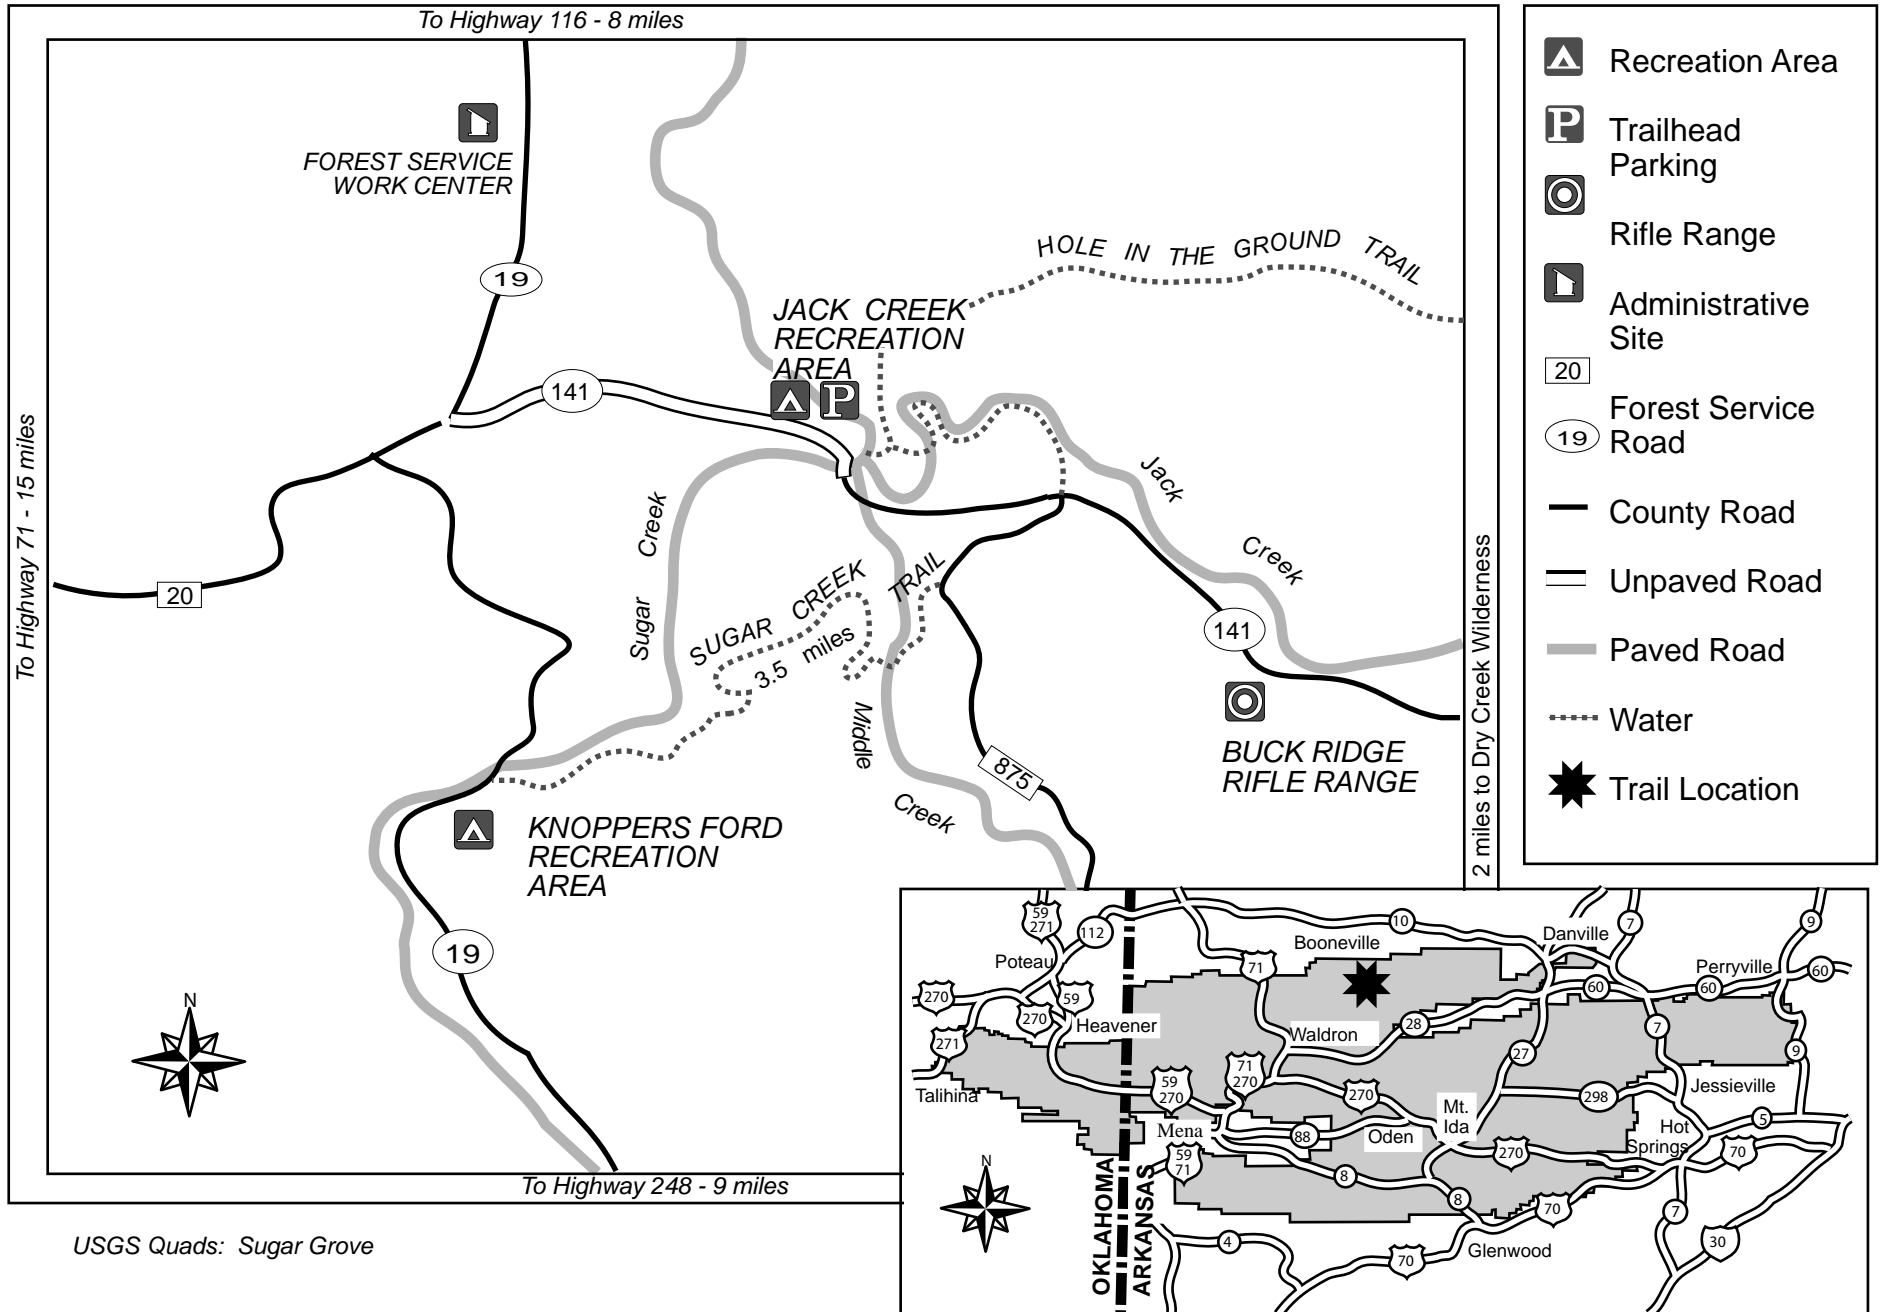 To Highway 116 - 8 miles
FOREST SERVICE
WORK CENTER
19
HOLE IN THE GROUND TRAIL
JACK CREEK
RECREATION
AREA
P
141
To Highway 71 - 15 miles
20
Sugar Creek
SUGAR CREEK TRAIL
3.5 miles
Jack Creek
141
Middle Creek
875
BUCK RIDGE
RIFLE RANGE
2 miles to Dry Creek Wilderness
KNOPPERS FORD
RECREATION
AREA
19
N
To Highway 248 - 9 miles
USGS Quads: Sugar Grove
Recreation Area
P
Trailhead
Parking
Rifle Range
Administrative
Site
20
Forest Service
Road
19
County Road
Unpaved Road
Paved Road
Water
Trail Location
59
271
112
10
7
9
Booneville
Danville
Poteau
71
Perryville
60
270
59
60
60
270
Heavener
28
7
Waldron
271
27
9
71
270
59
270
Talihina
270
298
Jessieville
Mt.
Ida
5
Mena
88
Oden
Hot
Springs
59
71
270
70
N
8
8
70
7
OKLAHOMA
ARKANSAS
4
70
Glenwood
30